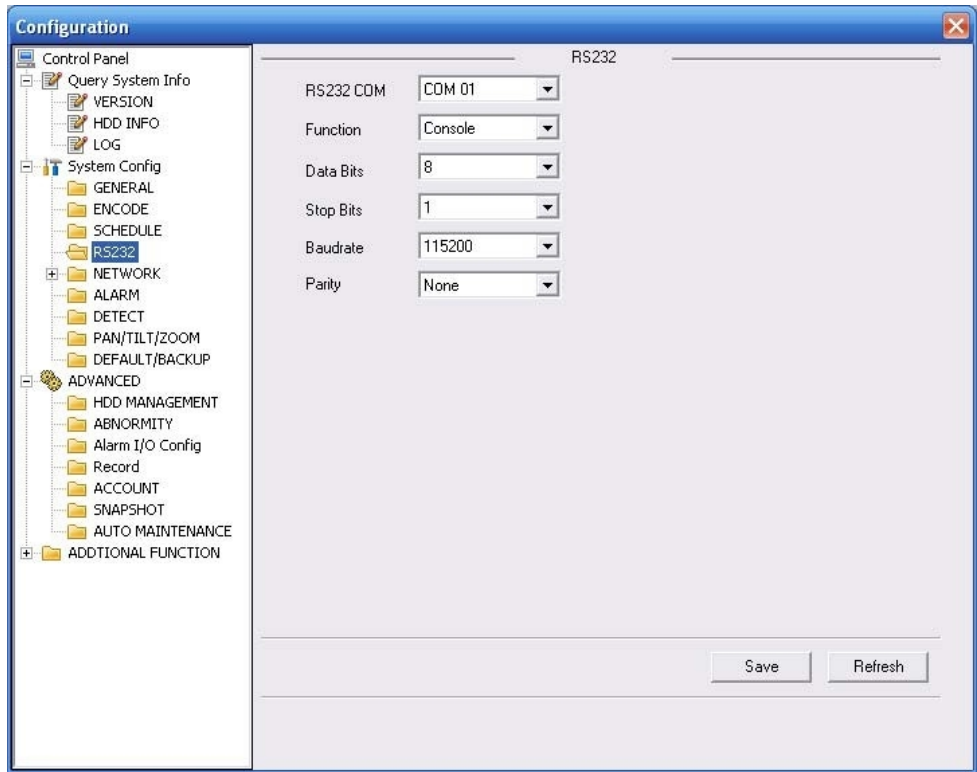 Configuration
Control Panel
Query System Info
VERSION
HDD INFO
LOG
System Config
GENERAL
ENCODE
SCHEDULE
RS232
NETWORK
ALARM
DETECT
PAN/TILT/ZOOM
DEFAULT/BACKUP
ADVANCED
HDD MANAGEMENT
ABNORMITY
Alarm I/O Config
Record
ACCOUNT
SNAPSHOT
AUTO MAINTENANCE
ADDTIONAL FUNCTION
RS232
RS232 COM COM 01
Function Console
Data Bits 8
Stop Bits 1
Baudrate 115200
Parity None
Save Refresh